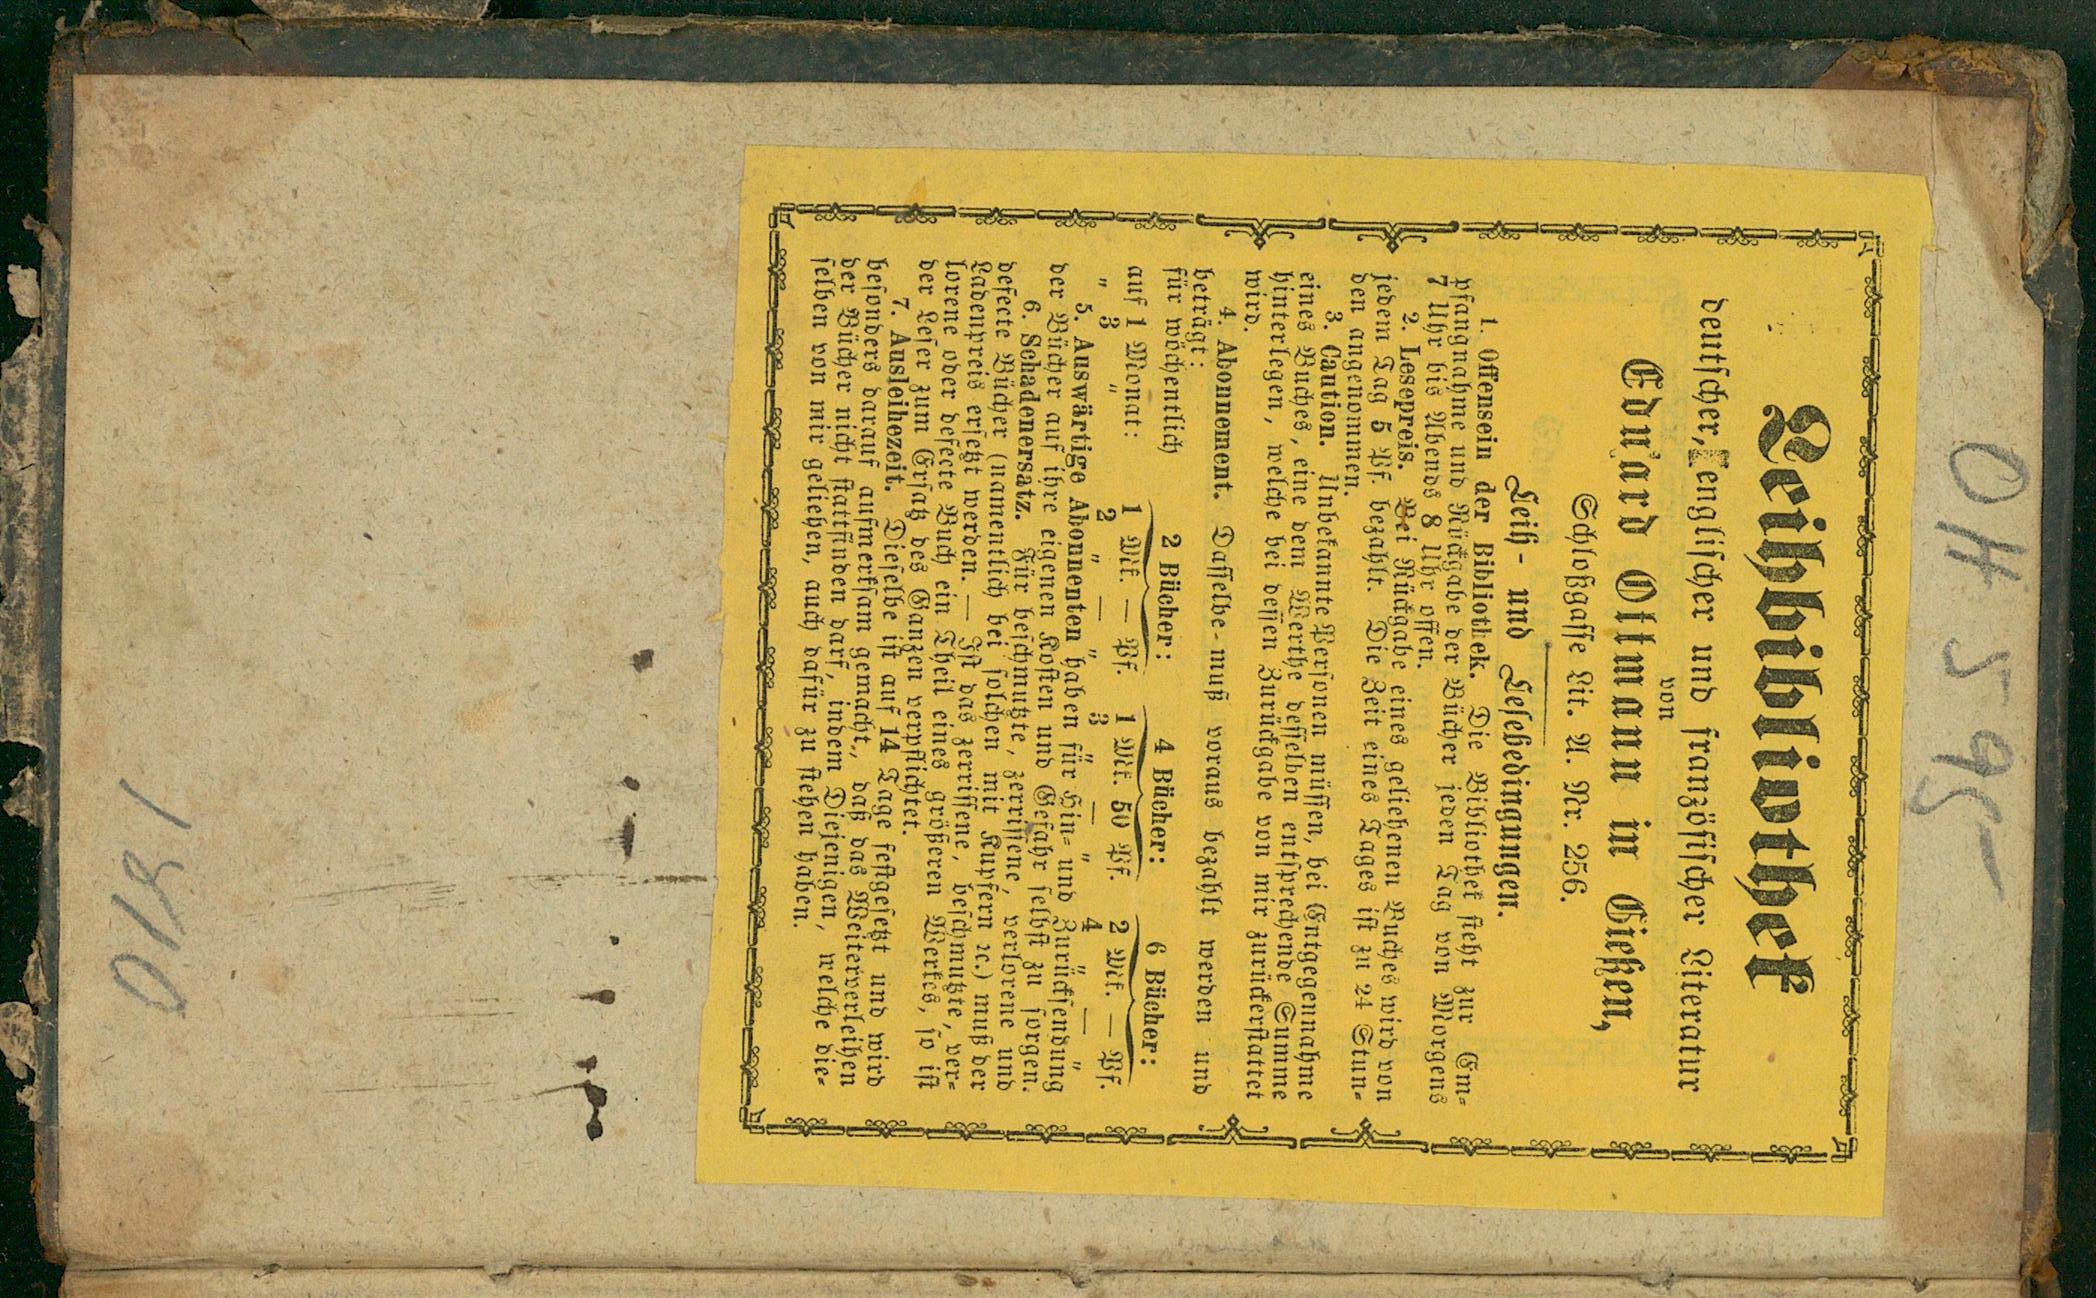 OH 595
Leihbibliothek
deutscher, englischer und französischer Literatur
von
Eduard Ottmann in Gießen,
Schloßgasse Lit. A. Nr. 256.
Leih- und Lesebedingungen.
1. Offensein der Bibliothek. Die Bibliothek steht zur Em-
pfangnahme und Rückgabe der Bücher jeden Tag von Morgens
7 Uhr bis Abends 8 Uhr offen.
2. Lesepreis. Bei Rückgabe eines geliehenen Buches wird von
jedem Tag 5 Pf. bezahlt. Die Zeit eines Tages ist zu 24 Stun-
den angenommen.
3. Caution. Unbekannte Personen müssen, bei Entgegennahme
eines Buches, eine dem Werthe desselben entsprechende Summe
hinterlegen, welche bei dessen Zurückgabe von mir zurückerstattet
wird.
4. Abonnement. Dasselbe muß voraus bezahlt werden und
beträgt:
für wöchentlich 2 Bücher: 4 Bücher: 6 Bücher:
auf 1 Monat: 1 Mk. — Pf. 1 Mk. 50 Pf. 2 Mk. — Pf.
" 3 " 2 " — " 3 " — " 4 " — "
5. Auswärtige Abonnenten haben für Hin- und Zurücksendung
der Bücher auf ihre eigenen Kosten und Gefahr selbst zu sorgen.
6. Schadenersatz. Für beschmutzte, zerrissene, verlorene und
defecte Bücher (namentlich bei solchen mit Kupfern ꝛc.) muß der
Ladenpreis ersetzt werden. — Ist das zerrissene, beschmutzte, ver-
lorene oder defecte Buch ein Theil eines größeren Werkes, so ist
der Leser zum Ersatz des Ganzen verpflichtet.
7. Ausleihezeit. Dieselbe ist auf 14 Tage festgesetzt und wird
besonders darauf aufmerksam gemacht, daß das Weiterverleihen
der Bücher nicht stattfinden darf, indem Diejenigen, welche die-
selben von mir geliehen, auch dafür zu stehen haben.